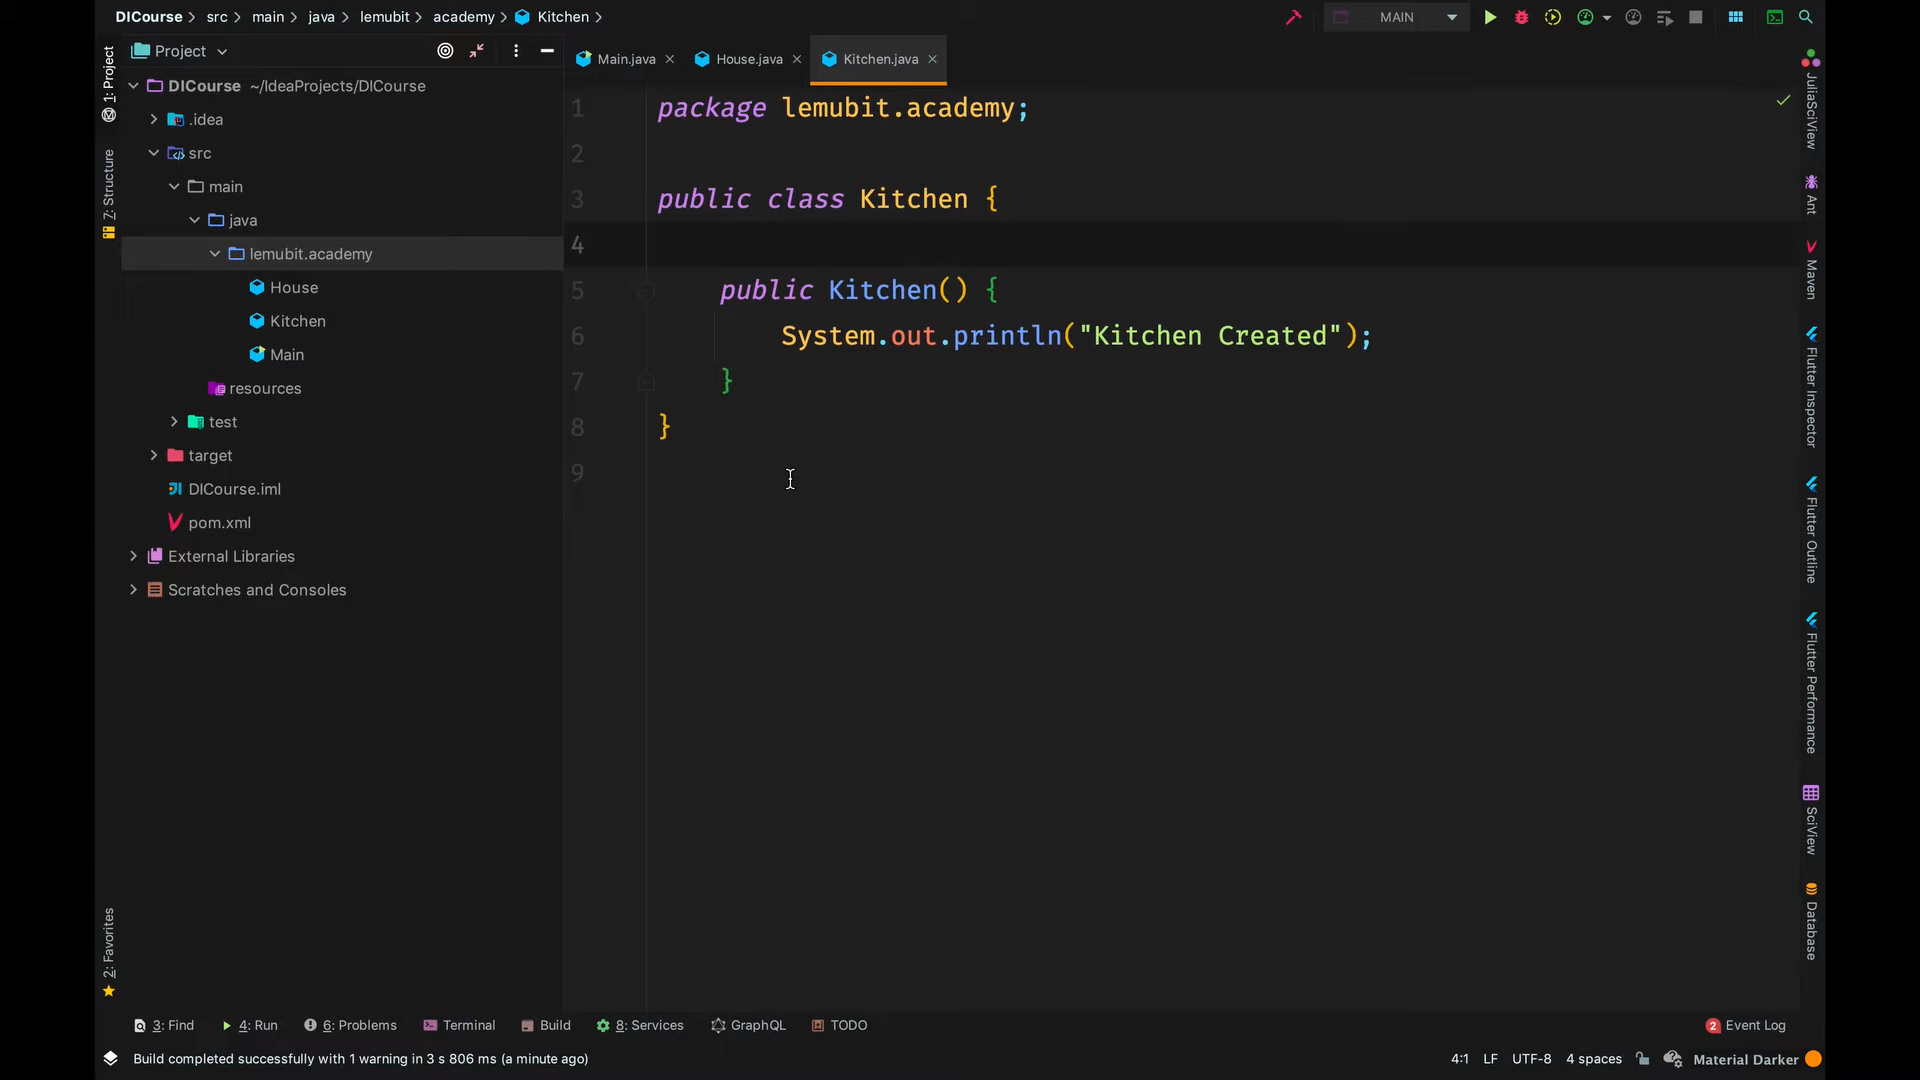 DICourse src main java lemubit academy Kitchen
MAIN
1: Project
Project
Main.java House.java Kitchen.java
DICourse ~/IdeaProjects/DICourse
.idea
src
main
java
lemubit.academy
House
Kitchen
Main
resources
test
target
DICourse.iml
pom.xml
External Libraries
Scratches and Consoles
7: Structure
2: Favorites
1 package lemubit.academy;
2
3 public class Kitchen {
4
5 public Kitchen() {
6 System.out.println("Kitchen Created");
7 }
8 }
9
JuliaSciView
Ant
Maven
Flutter Inspector
Flutter Outline
Flutter Performance
SciView
Database
3: Find 4: Run 6: Problems Terminal Build 8: Services GraphQL TODO 2 Event Log
Build completed successfully with 1 warning in 3 s 806 ms (a minute ago) 4:1 LF UTF-8 4 spaces Material Darker